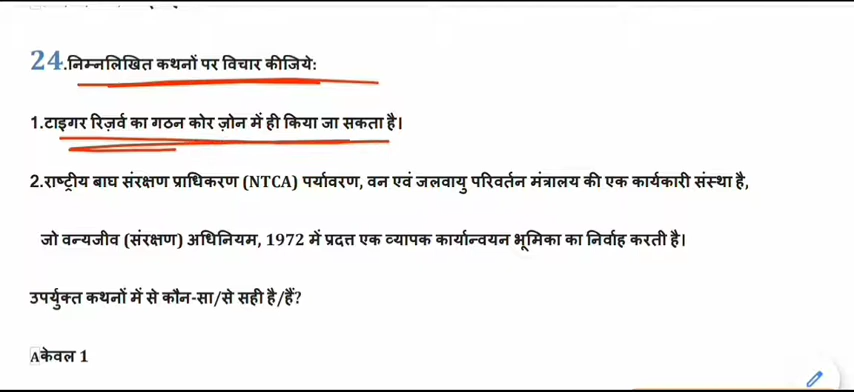 24.निम्नलिखित कथनों पर विचार कीजिये:
1.टाइगर रिज़र्व का गठन कोर ज़ोन में ही किया जा सकता है।
2.राष्ट्रीय बाघ संरक्षण प्राधिकरण (NTCA) पर्यावरण, वन एवं जलवायु परिवर्तन मंत्रालय की एक कार्यकारी संस्था है,
जो वन्यजीव (संरक्षण) अधिनियम, 1972 में प्रदत्त एक व्यापक कार्यान्वयन भूमिका का निर्वाह करती है।
उपर्युक्त कथनों में से कौन-सा/से सही है/हैं?
Aकेवल 1